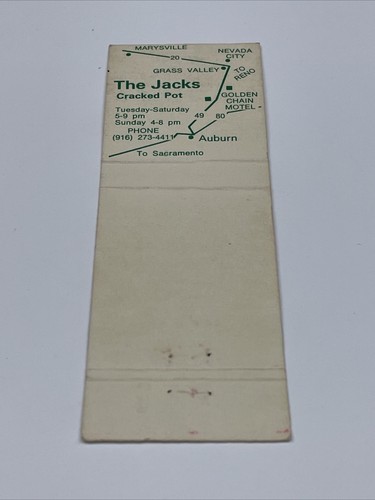 MARYSVILLE
NEVADA
CITY
20
GRASS VALLEY
TO
RENO
The Jacks
Cracked Pot
GOLDEN
CHAIN
MOTEL
Tuesday-Saturday
5-9 pm
Sunday 4-8 pm
49 80
PHONE
(916) 273-4411
Auburn
To Sacramento